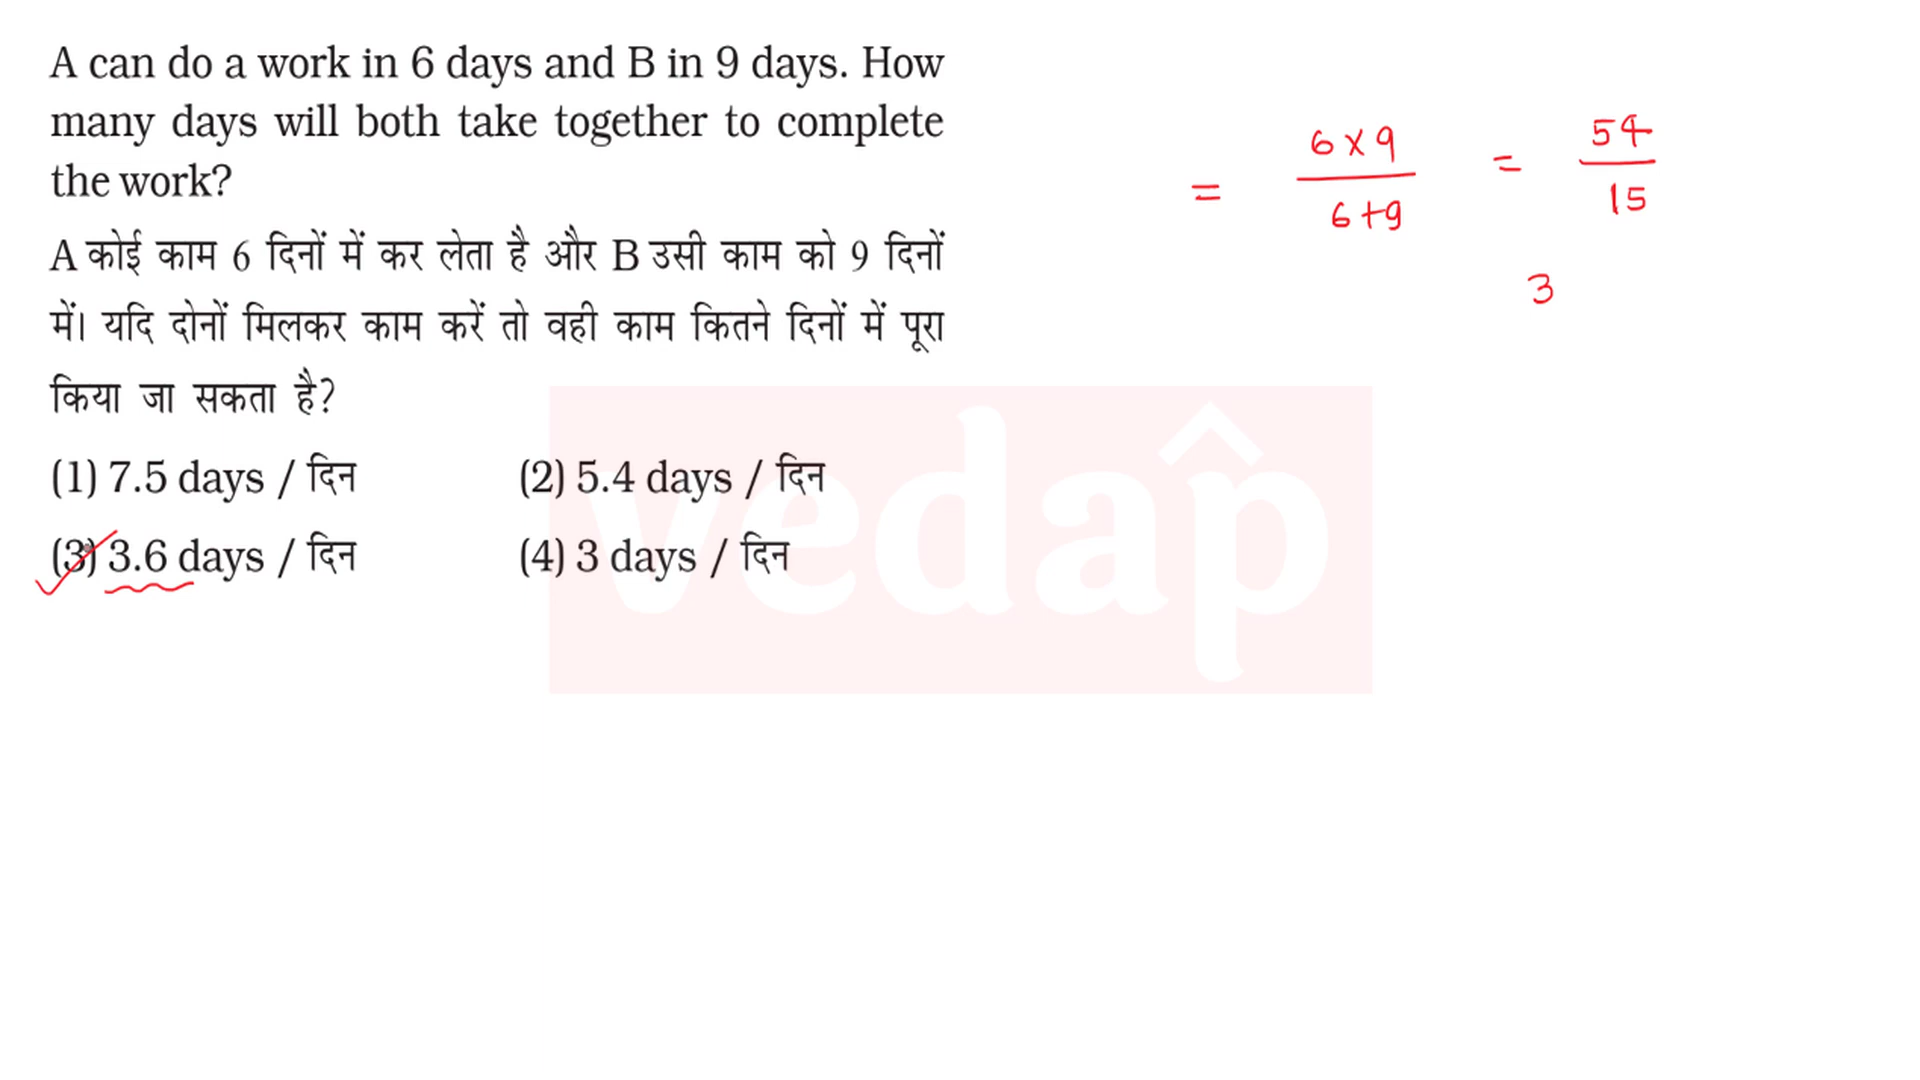 A can do a work in 6 days and B in 9 days. How
many days will both take together to complete
the work?
A कोई काम 6 दिनों में कर लेता है और B उसी काम को 9 दिनों
में। यदि दोनों मिलकर काम करें तो वही काम कितने दिनों में पूरा
किया जा सकता है?
(1) 7.5 days / दिन (2) 5.4 days / दिन
(3) 3.6 days / दिन (4) 3 days / दिन
= 6 x 9 / 6+9 = 54 / 15
3
vedap